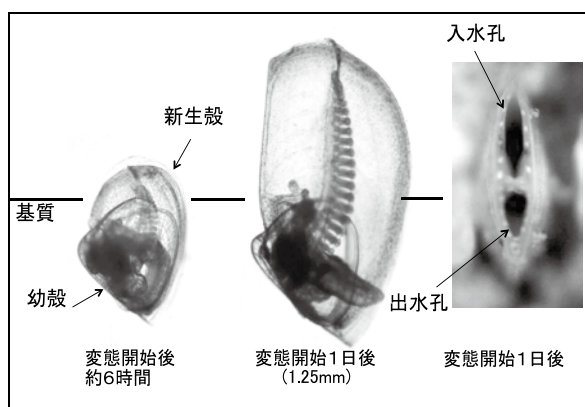 入水孔
新生殻
基質
幼殻
出水孔
変態開始後
約6時間
変態開始1日後
(1.25mm)
変態開始1日後